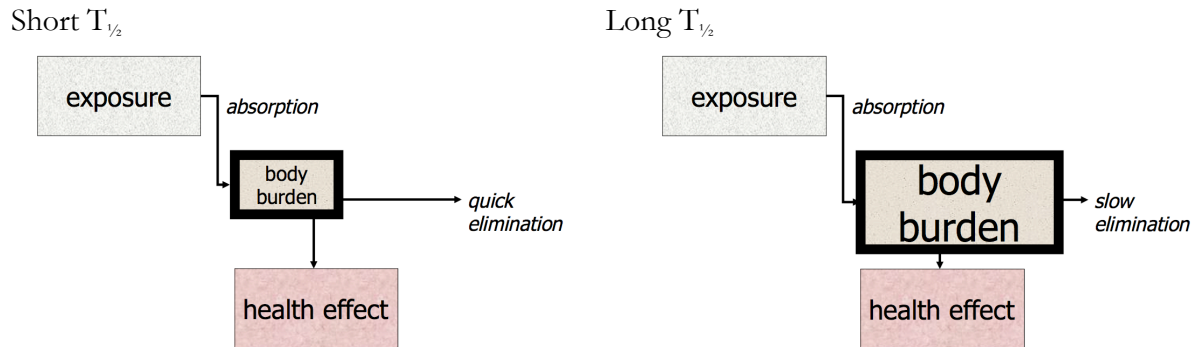 Short T½
exposure
absorption
body
burden
quick
elimination
health effect
Long T½
exposure
absorption
body
burden
slow
elimination
health effect